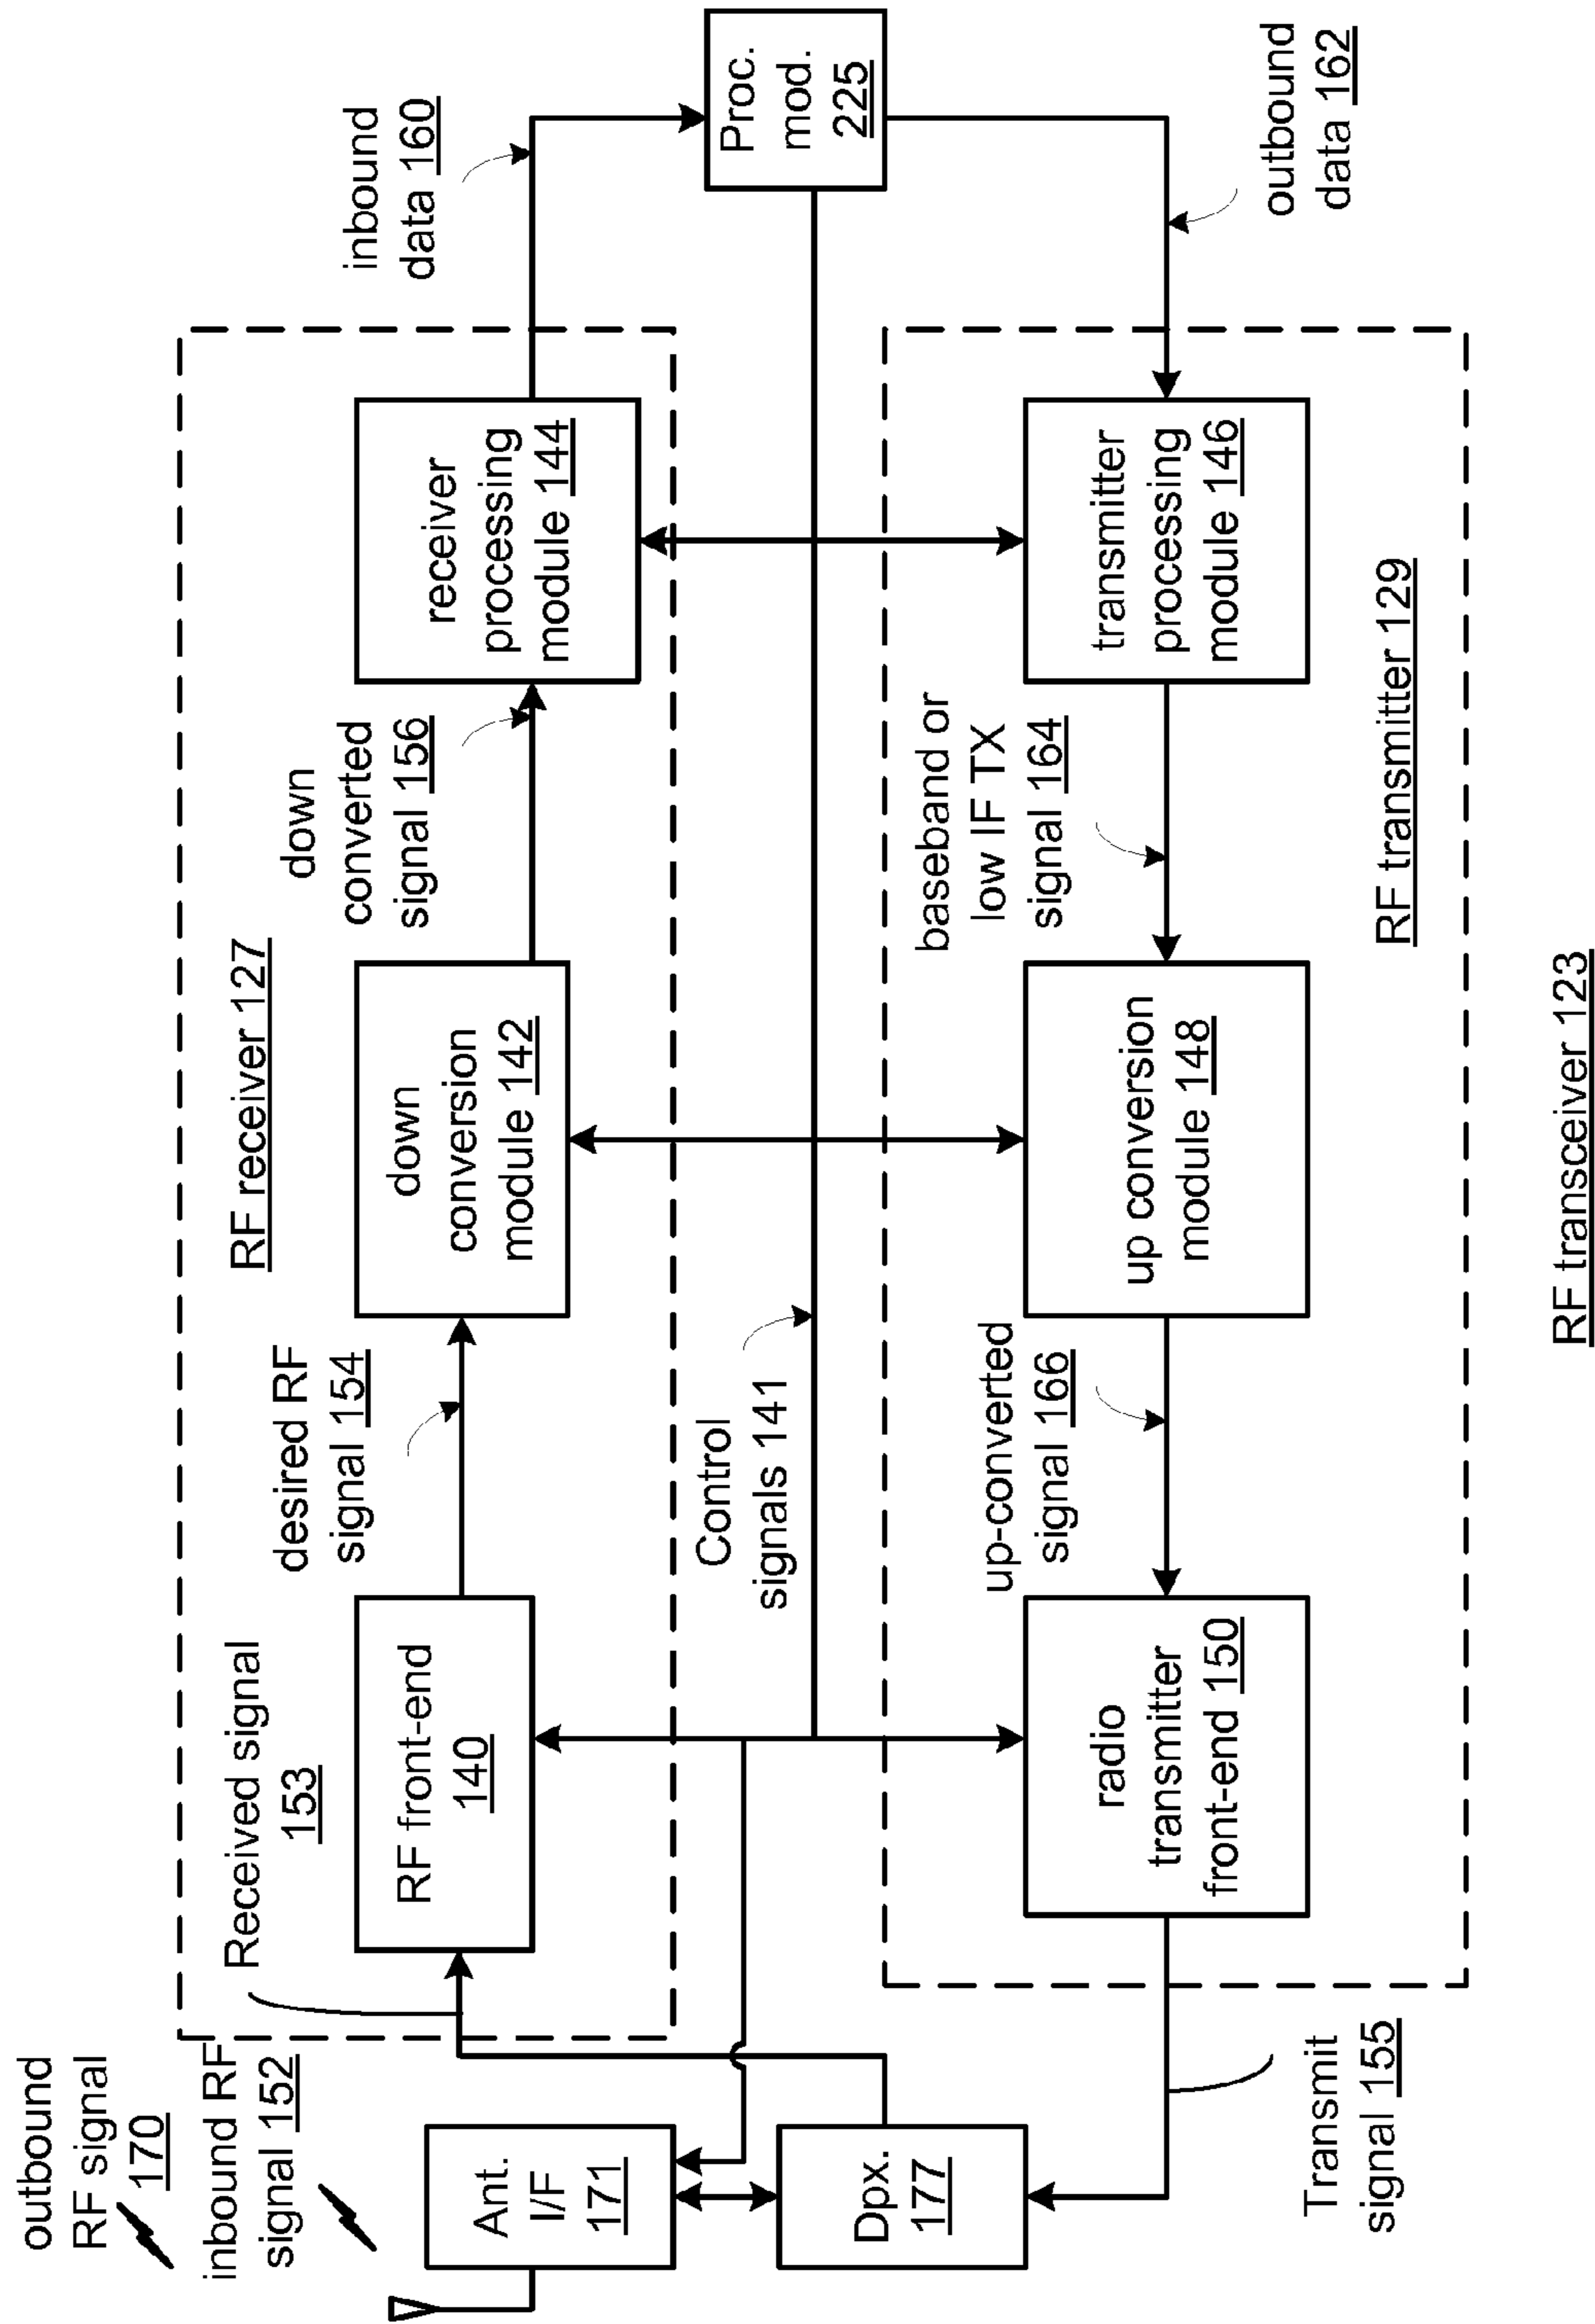 outbound
RF signal
170
inbound RF
signal 152
Ant.
I/F
171
Dpx.
177
Received signal
153
Transmit
signal 155
RF receiver 127
RF front-end
140
desired RF
signal 154
down
conversion
module 142
down
converted
signal 156
receiver
processing
module 144
inbound
data 160
Control
signals 141
Proc.
mod.
225
radio
transmitter
front-end 150
up-converted
signal 166
up conversion
module 148
baseband or
low IF TX
signal 164
transmitter
processing
module 146
outbound
data 162
RF transmitter 129
RF transceiver 123